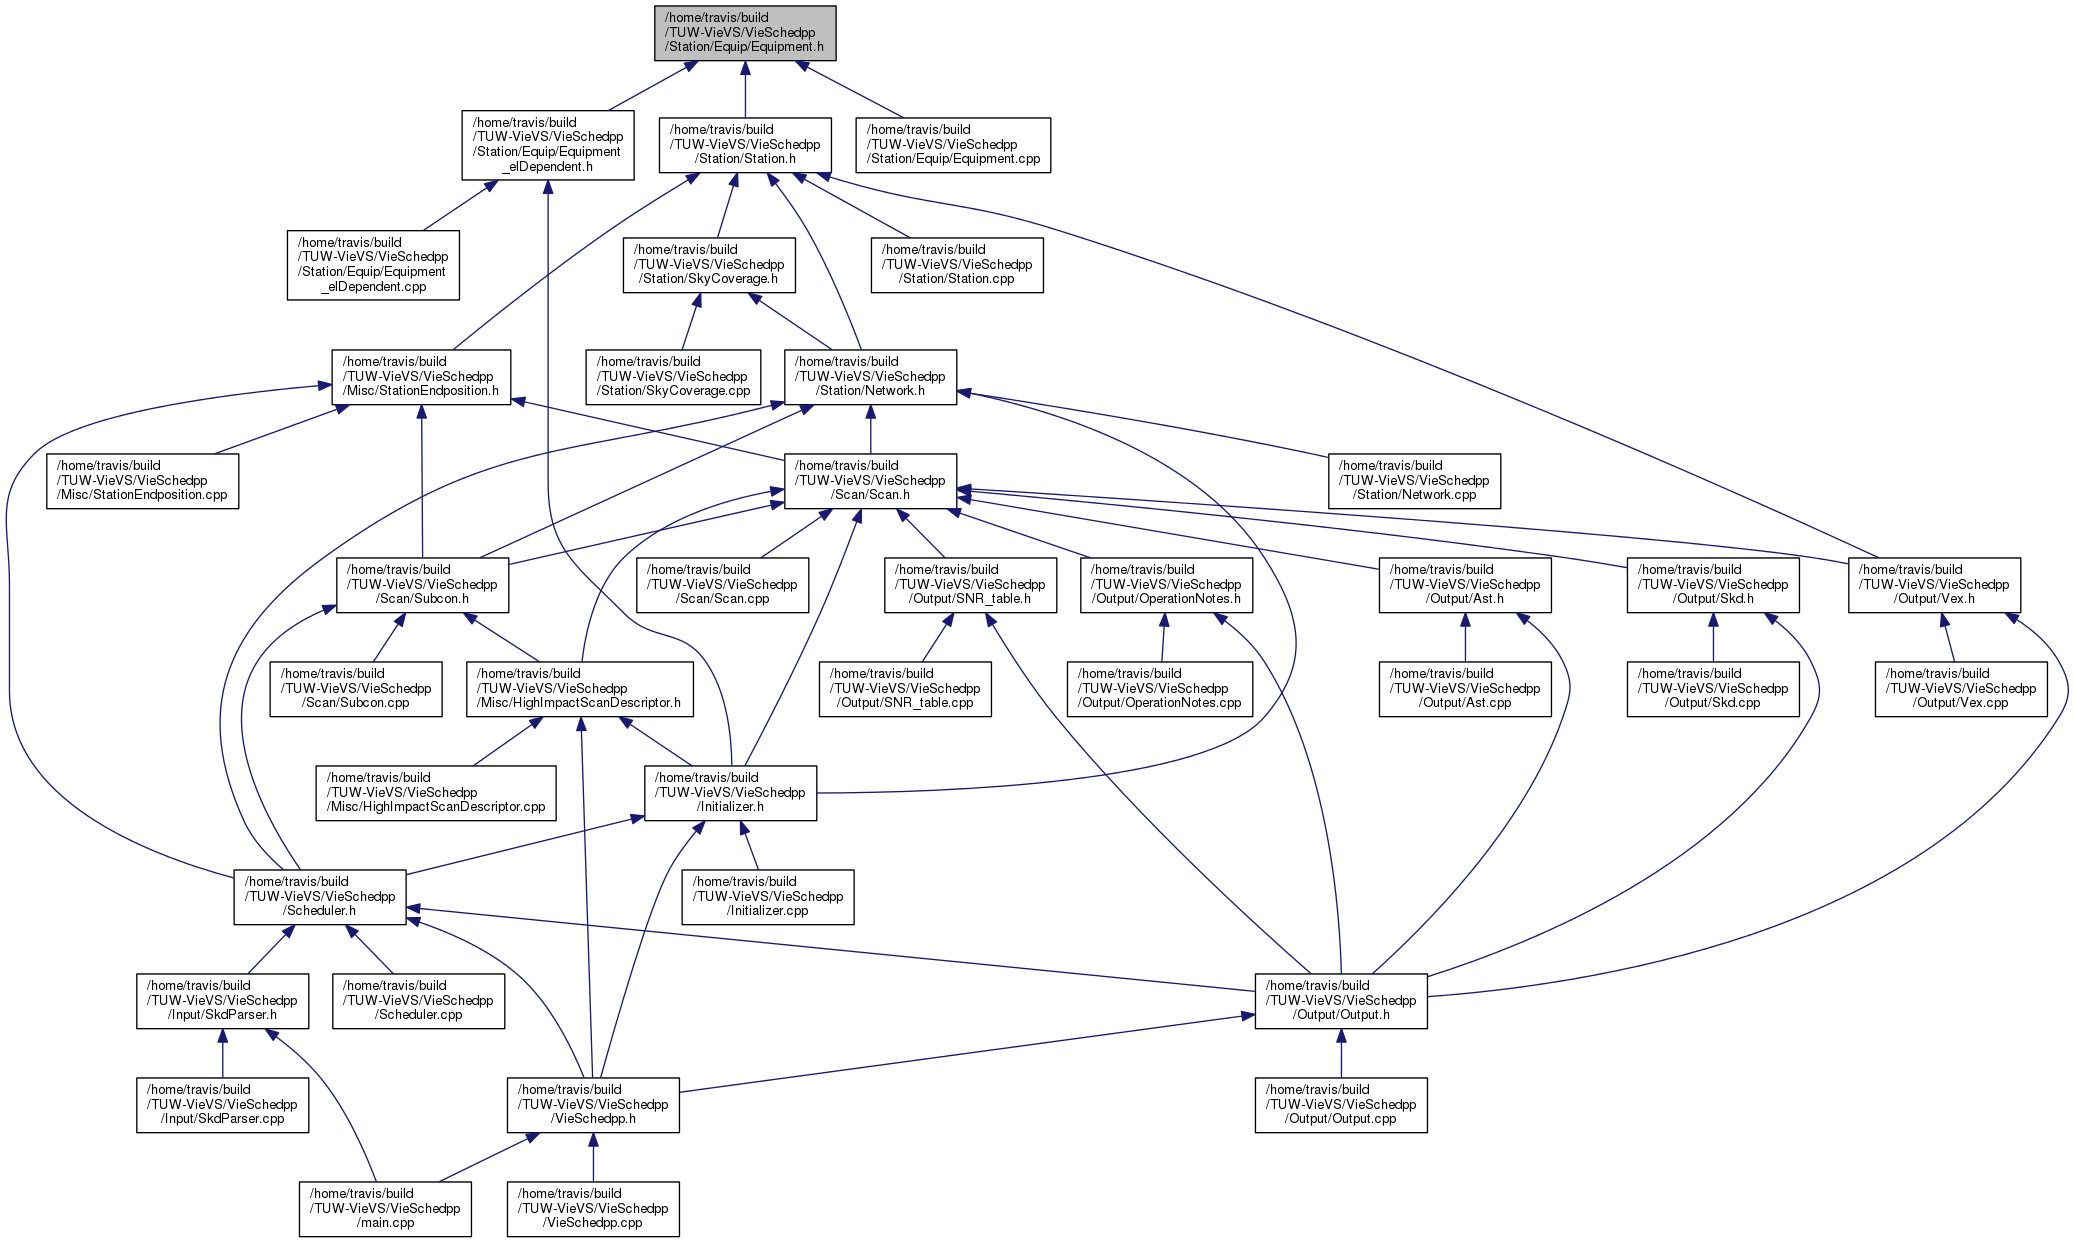 /home/travis/build
/TUW-VieVS/VieSchedpp
/Station/Equip/Equipment.h
/home/travis/build
/TUW-VieVS/VieSchedpp
/Station/Equip/Equipment
_elDependent.h
/home/travis/build
/TUW-VieVS/VieSchedpp
/Station/Station.h
/home/travis/build
/TUW-VieVS/VieSchedpp
/Station/Equip/Equipment.cpp
/home/travis/build
/TUW-VieVS/VieSchedpp
/Station/Equip/Equipment
_elDependent.cpp
/home/travis/build
/TUW-VieVS/VieSchedpp
/Station/SkyCoverage.h
/home/travis/build
/TUW-VieVS/VieSchedpp
/Station/Station.cpp
/home/travis/build
/TUW-VieVS/VieSchedpp
/Misc/StationEndposition.h
/home/travis/build
/TUW-VieVS/VieSchedpp
/Station/SkyCoverage.cpp
/home/travis/build
/TUW-VieVS/VieSchedpp
/Station/Network.h
/home/travis/build
/TUW-VieVS/VieSchedpp
/Misc/StationEndposition.cpp
/home/travis/build
/TUW-VieVS/VieSchedpp
/Scan/Scan.h
/home/travis/build
/TUW-VieVS/VieSchedpp
/Station/Network.cpp
/home/travis/build
/TUW-VieVS/VieSchedpp
/Scan/Subcon.h
/home/travis/build
/TUW-VieVS/VieSchedpp
/Scan/Scan.cpp
/home/travis/build
/TUW-VieVS/VieSchedpp
/Output/SNR_table.h
/home/travis/build
/TUW-VieVS/VieSchedpp
/Output/OperationNotes.h
/home/travis/build
/TUW-VieVS/VieSchedpp
/Output/Ast.h
/home/travis/build
/TUW-VieVS/VieSchedpp
/Output/Skd.h
/home/travis/build
/TUW-VieVS/VieSchedpp
/Output/Vex.h
/home/travis/build
/TUW-VieVS/VieSchedpp
/Scan/Subcon.cpp
/home/travis/build
/TUW-VieVS/VieSchedpp
/Misc/HighImpactScanDescriptor.h
/home/travis/build
/TUW-VieVS/VieSchedpp
/Output/SNR_table.cpp
/home/travis/build
/TUW-VieVS/VieSchedpp
/Output/OperationNotes.cpp
/home/travis/build
/TUW-VieVS/VieSchedpp
/Output/Ast.cpp
/home/travis/build
/TUW-VieVS/VieSchedpp
/Output/Skd.cpp
/home/travis/build
/TUW-VieVS/VieSchedpp
/Output/Vex.cpp
/home/travis/build
/TUW-VieVS/VieSchedpp
/Misc/HighImpactScanDescriptor.cpp
/home/travis/build
/TUW-VieVS/VieSchedpp
/Initializer.h
/home/travis/build
/TUW-VieVS/VieSchedpp
/Scheduler.h
/home/travis/build
/TUW-VieVS/VieSchedpp
/Initializer.cpp
/home/travis/build
/TUW-VieVS/VieSchedpp
/Input/SkdParser.h
/home/travis/build
/TUW-VieVS/VieSchedpp
/Scheduler.cpp
/home/travis/build
/TUW-VieVS/VieSchedpp
/Output/Output.h
/home/travis/build
/TUW-VieVS/VieSchedpp
/Input/SkdParser.cpp
/home/travis/build
/TUW-VieVS/VieSchedpp
/VieSchedpp.h
/home/travis/build
/TUW-VieVS/VieSchedpp
/Output/Output.cpp
/home/travis/build
/TUW-VieVS/VieSchedpp
/main.cpp
/home/travis/build
/TUW-VieVS/VieSchedpp
/VieSchedpp.cpp